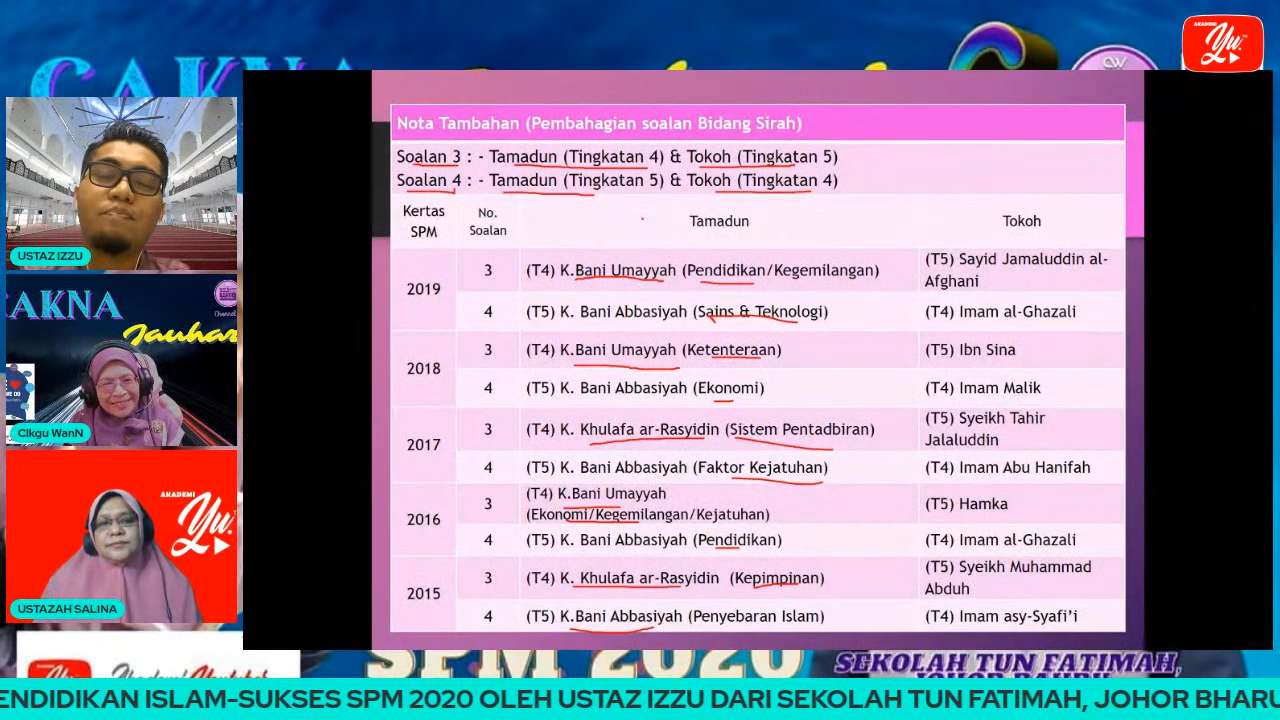 CAKNA
AKADEMI
Yu.
Nota Tambahan (Pembahagian soalan Bidang Sirah)
Soalan 3 : - Tamadun (Tingkatan 4) & Tokoh (Tingkatan 5)
Soalan 4 : - Tamadun (Tingkatan 5) & Tokoh (Tingkatan 4)
Kertas SPM No. Soalan Tamadun Tokoh
2019
3 (T4) K.Bani Umayyah (Pendidikan/Kegemilangan) (T5) Sayid Jamaluddin al-
Afghani
4 (T5) K. Bani Abbasiyah (Sains & Teknologi) (T4) Imam al-Ghazali
2018
3 (T4) K.Bani Umayyah (Ketenteraan) (T5) Ibn Sina
4 (T5) K. Bani Abbasiyah (Ekonomi) (T4) Imam Malik
2017
3 (T4) K. Khulafa ar-Rasyidin (Sistem Pentadbiran) (T5) Syeikh Tahir
Jalaluddin
4 (T5) K. Bani Abbasiyah (Faktor Kejatuhan) (T4) Imam Abu Hanifah
2016
3 (T4) K.Bani Umayyah
(Ekonomi/Kegemilangan/Kejatuhan) (T5) Hamka
4 (T5) K. Bani Abbasiyah (Pendidikan) (T4) Imam al-Ghazali
2015
3 (T4) K. Khulafa ar-Rasyidin (Kepimpinan) (T5) Syeikh Muhammad
Abduh
4 (T5) K.Bani Abbasiyah (Penyebaran Islam) (T4) Imam asy-Syafi’i
USTAZ IZZU
CAKNA
Jauhar
Channel
Cikgu WanN
AKADEMI
Yu.
USTAZAH SALINA
SPM 2020
SEKOLAH TUN FATIMAH,
JOHOR BAHRU
ENDIDIKAN ISLAM-SUKSES SPM 2020 OLEH USTAZ IZZU DARI SEKOLAH TUN FATIMAH, JOHOR BHARU